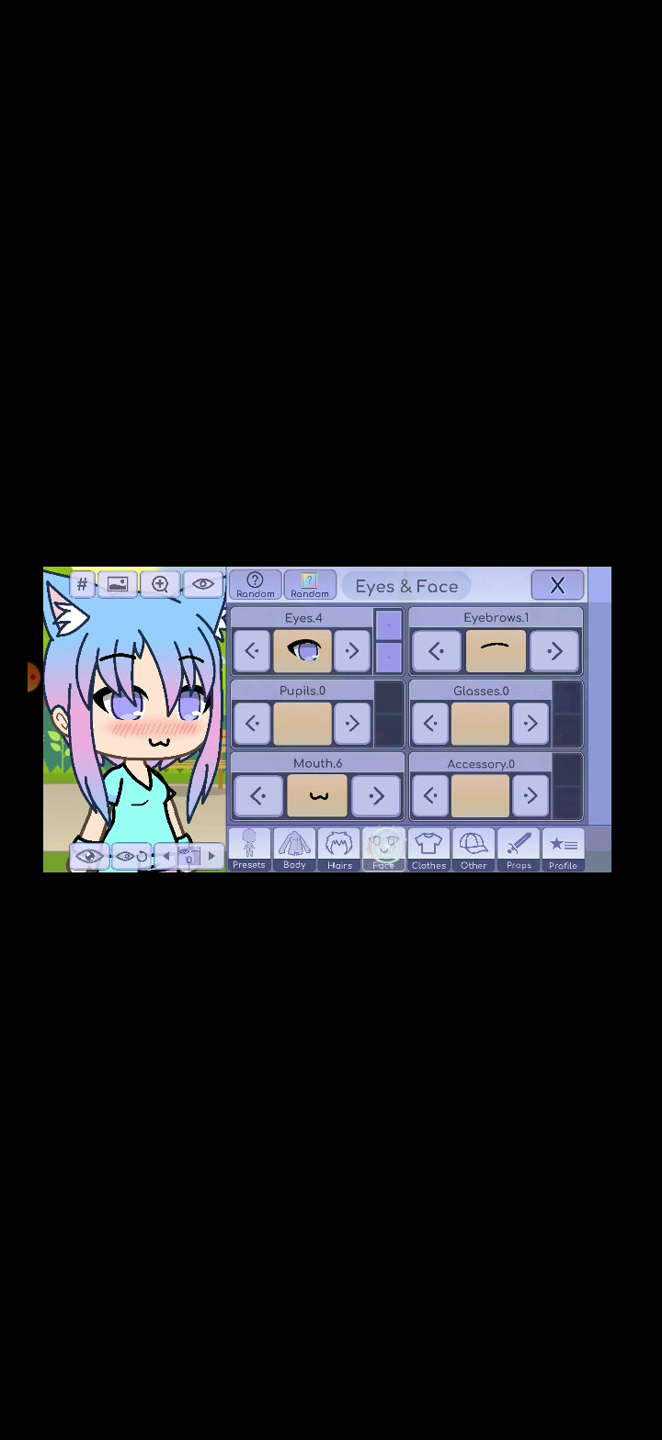 #
Random
Random
Eyes & Face
X
Eyes.4
Eyebrows.1
Pupils.0
Glasses.0
Mouth.6
Accessory.0
0
Presets
Body
Hairs
Face
Clothes
Other
Props
Profile